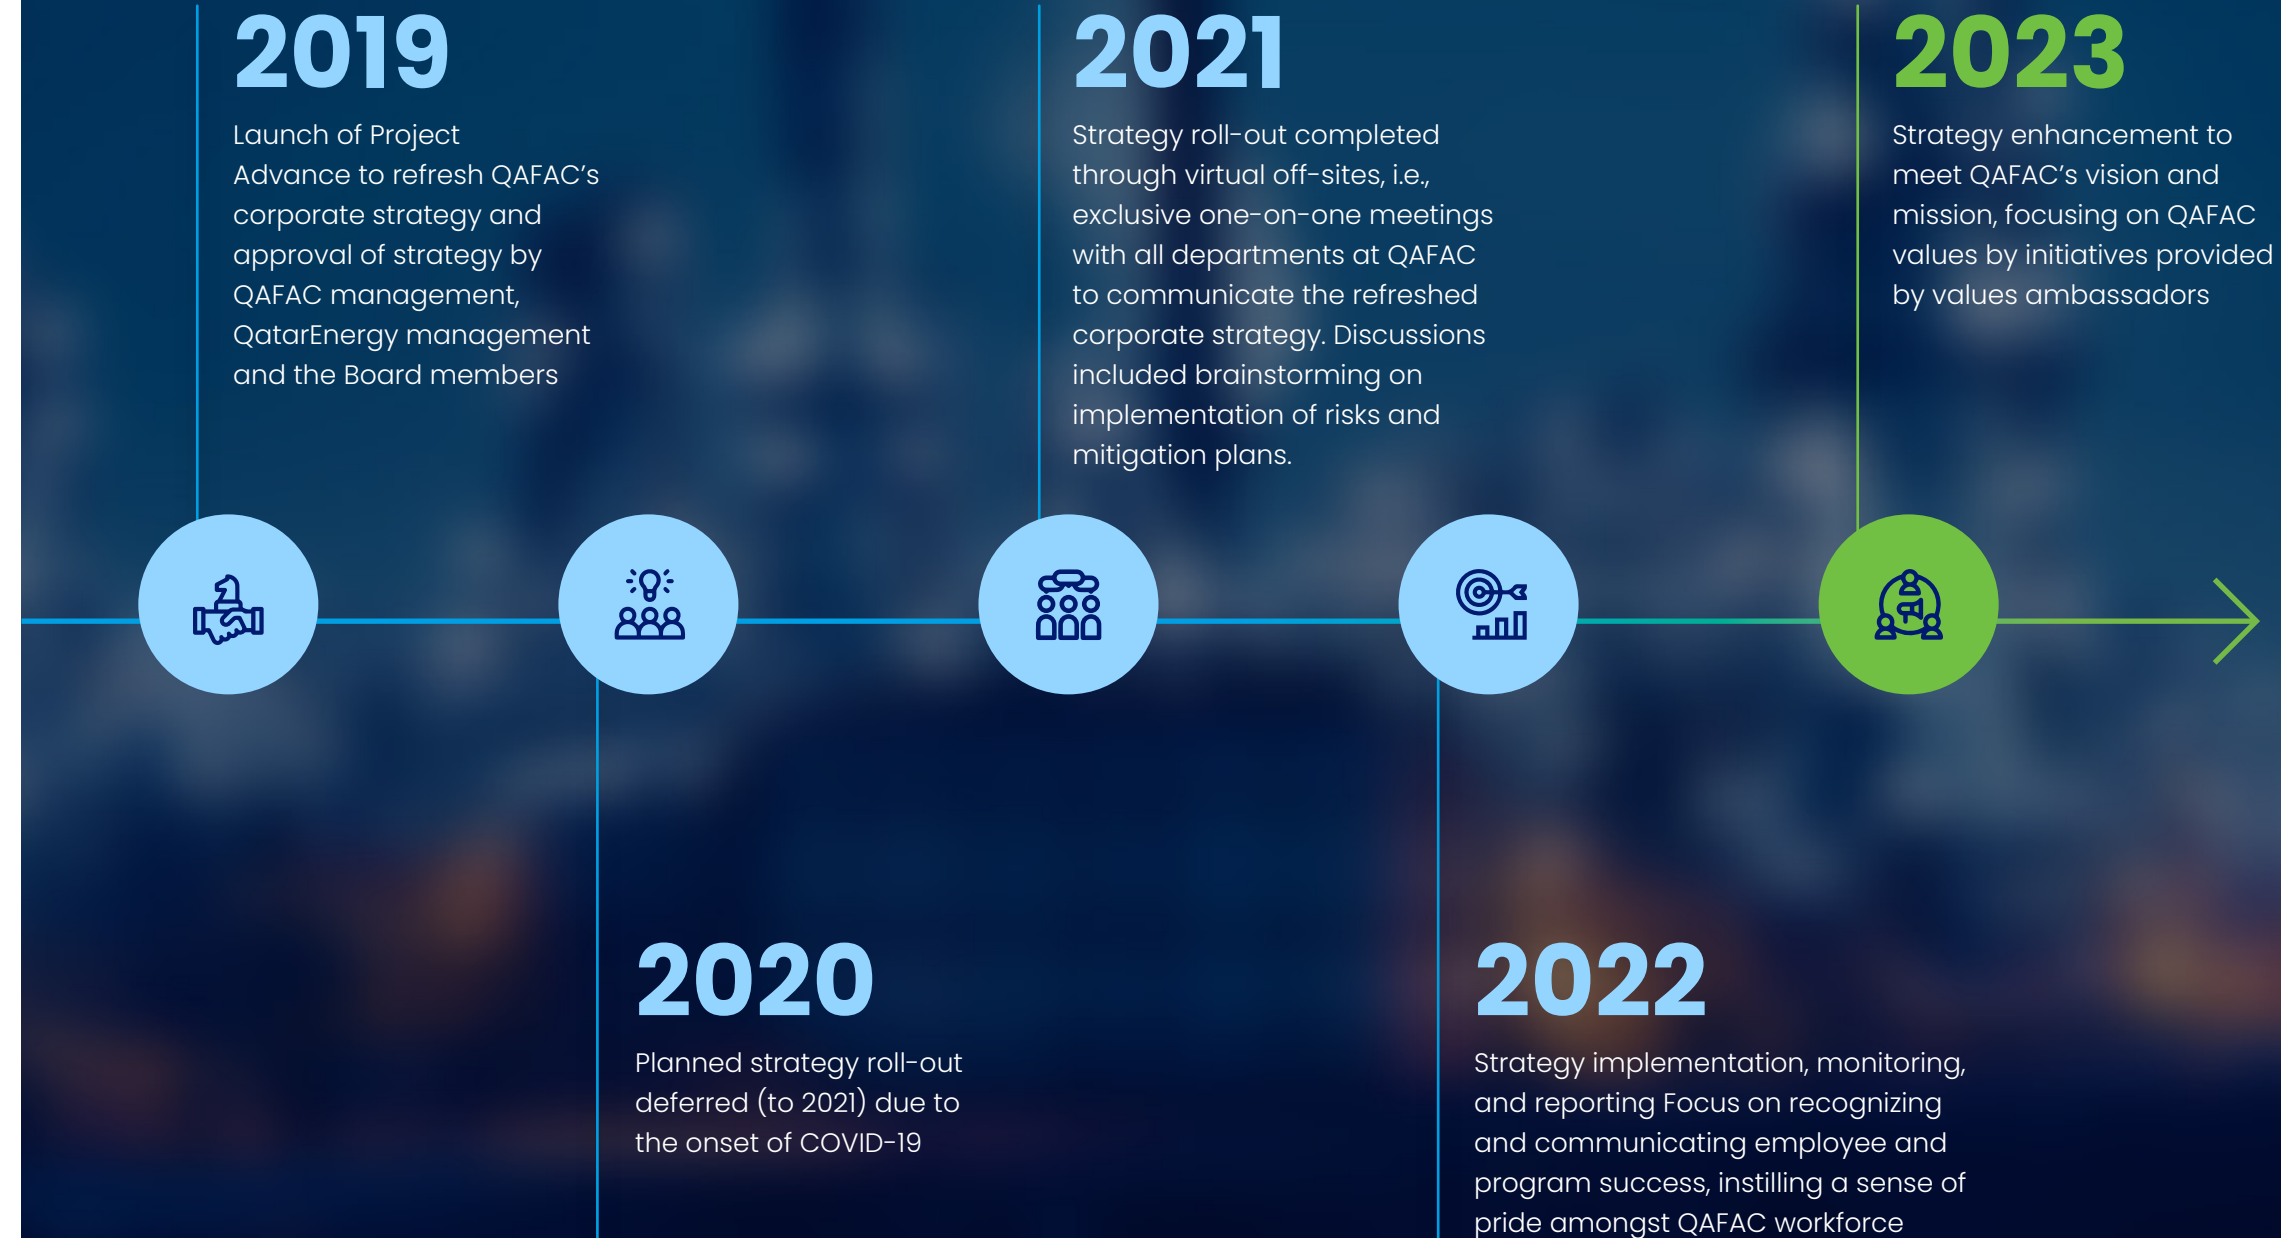 2019
Launch of Project
Advance to refresh QAFAC’s
corporate strategy and
approval of strategy by
QAFAC management,
QatarEnergy management
and the Board members
2021
Strategy roll-out completed
through virtual off-sites, i.e.,
exclusive one-on-one meetings
with all departments at QAFAC
to communicate the refreshed
corporate strategy. Discussions
included brainstorming on
implementation of risks and
mitigation plans.
2023
Strategy enhancement to
meet QAFAC’s vision and
mission, focusing on QAFAC
values by initiatives provided
by values ambassadors
2020
Planned strategy roll-out
deferred (to 2021) due to
the onset of COVID-19
2022
Strategy implementation, monitoring,
and reporting Focus on recognizing
and communicating employee and
program success, instilling a sense of
pride amongst QAFAC workforce